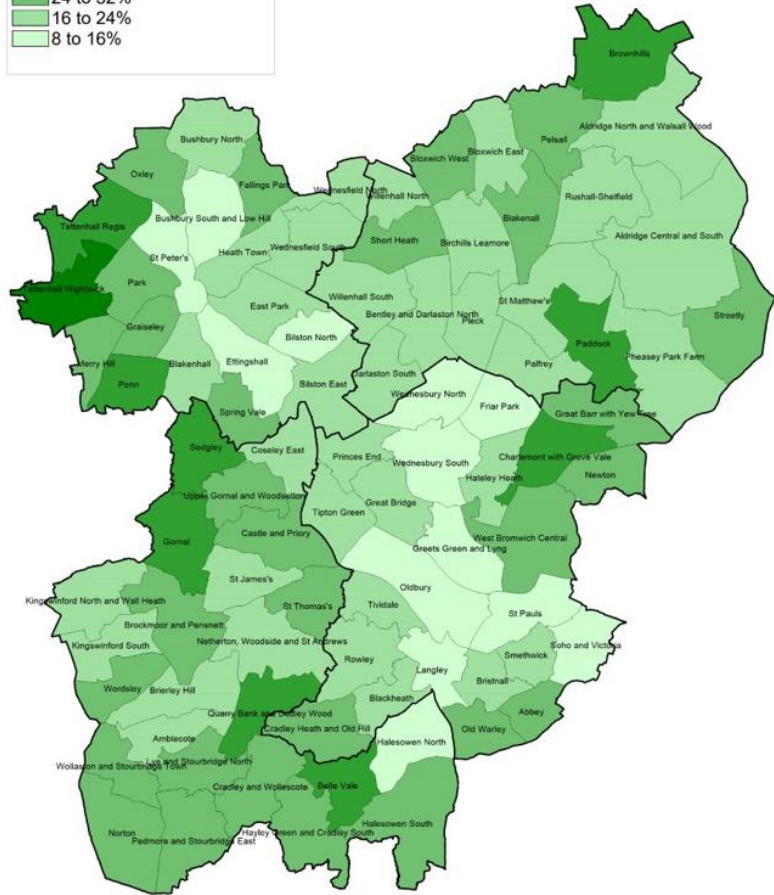 24 to 32%
16 to 24%
8 to 16%
Brownhills
Bushbury North
Aldridge North and Walsall Wood
Pelsall
Bloxwich East
Bloxwich West
Oxley
Fallings Park
Wednesfield North
Willenhall North
Rushall-Shelfield
Bushbury South and Low Hill
Blakenall
Tettenhall Regis
Short Heath
Birchills Leamore
Aldridge Central and South
Wednesfield South
Heath Town
St Peter's
Park
Tettenhall Wightwick
Willenhall South
St Matthew's
East Park
Bentley and Darlaston North
Streetly
Pleck
Graiseley
Bilston North
Paddock
Pheasey Park Farm
Merry Hill
Blakenhall
Ettingshall
Palfrey
Darlaston South
Penn
Bilston East
Wednesbury North
Friar Park
Spring Vale
Great Barr with Yew Tree
Sedgley
Coseley East
Princes End
Wednesbury South
Charlemont with Grove Vale
Hateley Heath
Newton
Upper Gornal and Woodsetton
Great Bridge
Tipton Green
Castle and Priory
West Bromwich Central
Gornal
Greets Green and Lyng
St James's
Oldbury
Kingswinford North and Wall Heath
St Thomas's
Tividale
St Pauls
Brockmoor and Pensnett
Netherton, Woodside and St Andrews
Kingswinford South
Soho and Victoria
Smethwick
Rowley
Langley
Bristnall
Wordsley
Brierley Hill
Blackheath
Quarry Bank and Dudley Wood
Abbey
Cradley Heath and Old Hill
Old Warley
Amblecote
Halesowen North
Lye and Stourbridge North
Wollaston and Stourbridge Town
Cradley and Wollescote
Belle Vale
Halesowen South
Norton
Hayley Green and Cradley South
Pedmore and Stourbridge East